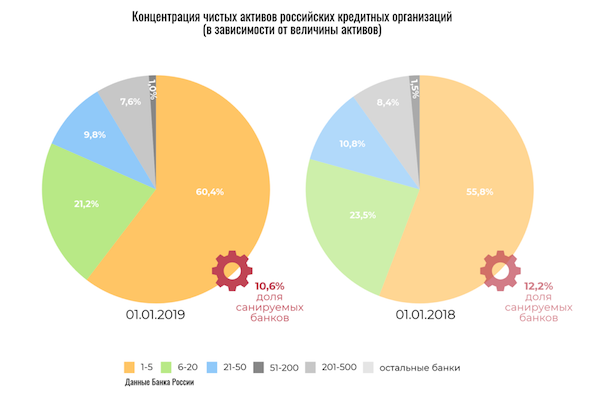 Концентрация чистых активов российских кредитных организаций
(в зависимости от величины активов)
1,0%
7,6%
9,8%
21,2%
60,4%
10,6%
доля
санируемых
банков
01.01.2019
1,5%
8,4%
10,8%
23,5%
55,8%
12,2%
доля
санируемых
банков
01.01.2018
1-5 6-20 21-50 51-200 201-500 остальные банки
Данные Банка России